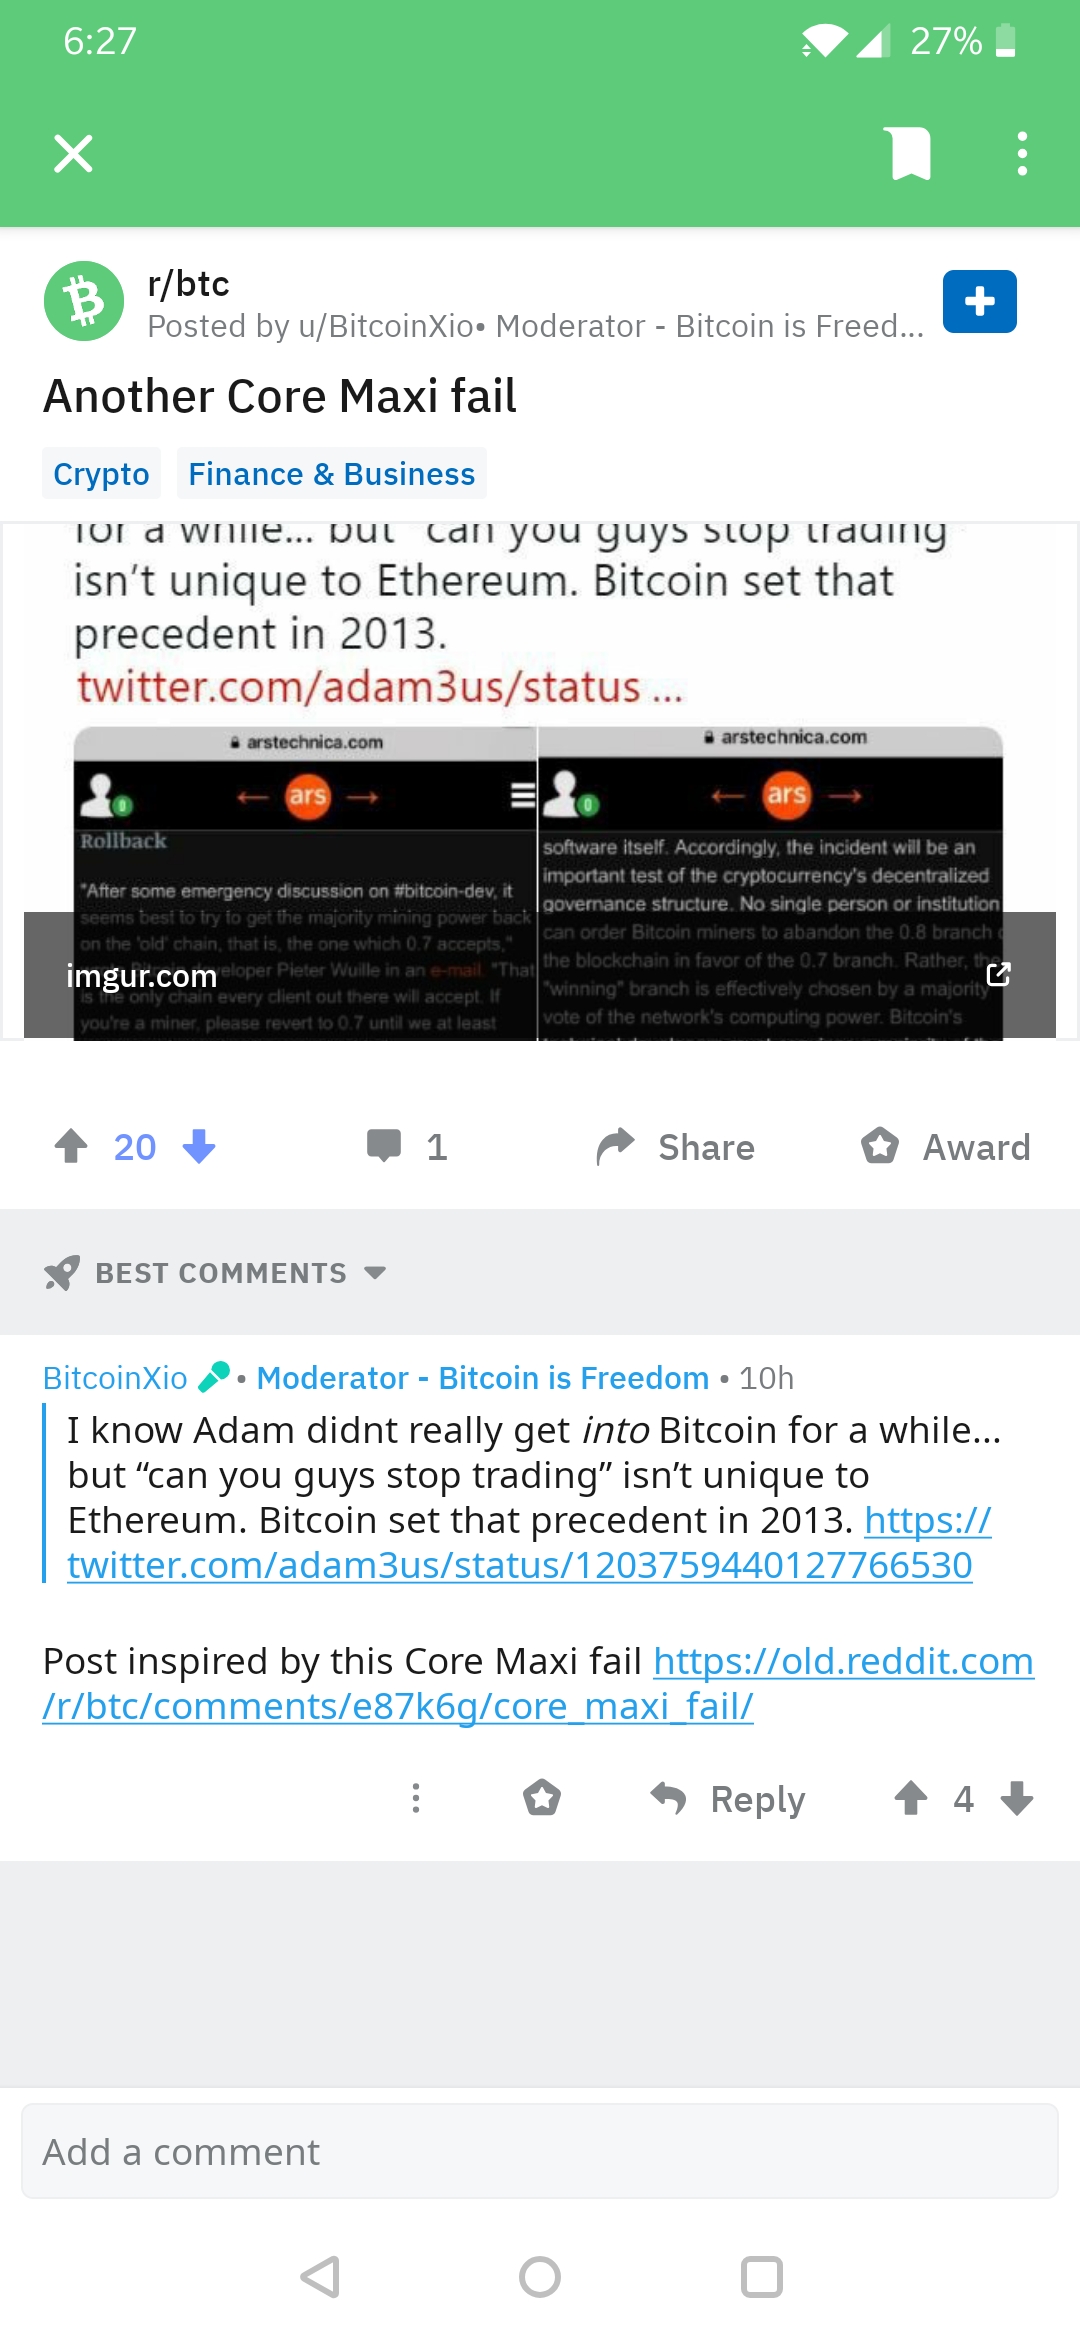 6:27
27%
r/btc
Posted by u/BitcoinXio• Moderator - Bitcoin is Freed...
Another Core Maxi fail
Crypto
Finance & Business
for a while... but "can you guys stop trading
isn't unique to Ethereum. Bitcoin set that
precedent in 2013.
twitter.com/adam3us/status ...
arstechnica.com
ars
Rollback
"After some emergency discussion on #bitcoin-dev, it
seems best to try to get the majority mining power back
on the 'old' chain, that is, the one which 0.7 accepts,"
Bitcoin developer Pieter Wuille in an e-mail. "That
is the only chain every client out there will accept. If
you're a miner, please revert to 0.7 until we at least
arstechnica.com
ars
software itself. Accordingly, the incident will be an
important test of the cryptocurrency's decentralized
governance structure. No single person or institution
can order Bitcoin miners to abandon the 0.8 branch
the blockchain in favor of the 0.7 branch. Rather, the
"winning" branch is effectively chosen by a majority
vote of the network's computing power. Bitcoin's
imgur.com
20
1
Share
Award
BEST COMMENTS
BitcoinXio • Moderator - Bitcoin is Freedom • 10h
I know Adam didnt really get into Bitcoin for a while...
but “can you guys stop trading” isn’t unique to
Ethereum. Bitcoin set that precedent in 2013. https://
twitter.com/adam3us/status/1203759440127766530
Post inspired by this Core Maxi fail https://old.reddit.com
/r/btc/comments/e87k6g/core_maxi_fail/
Reply
4
Add a comment